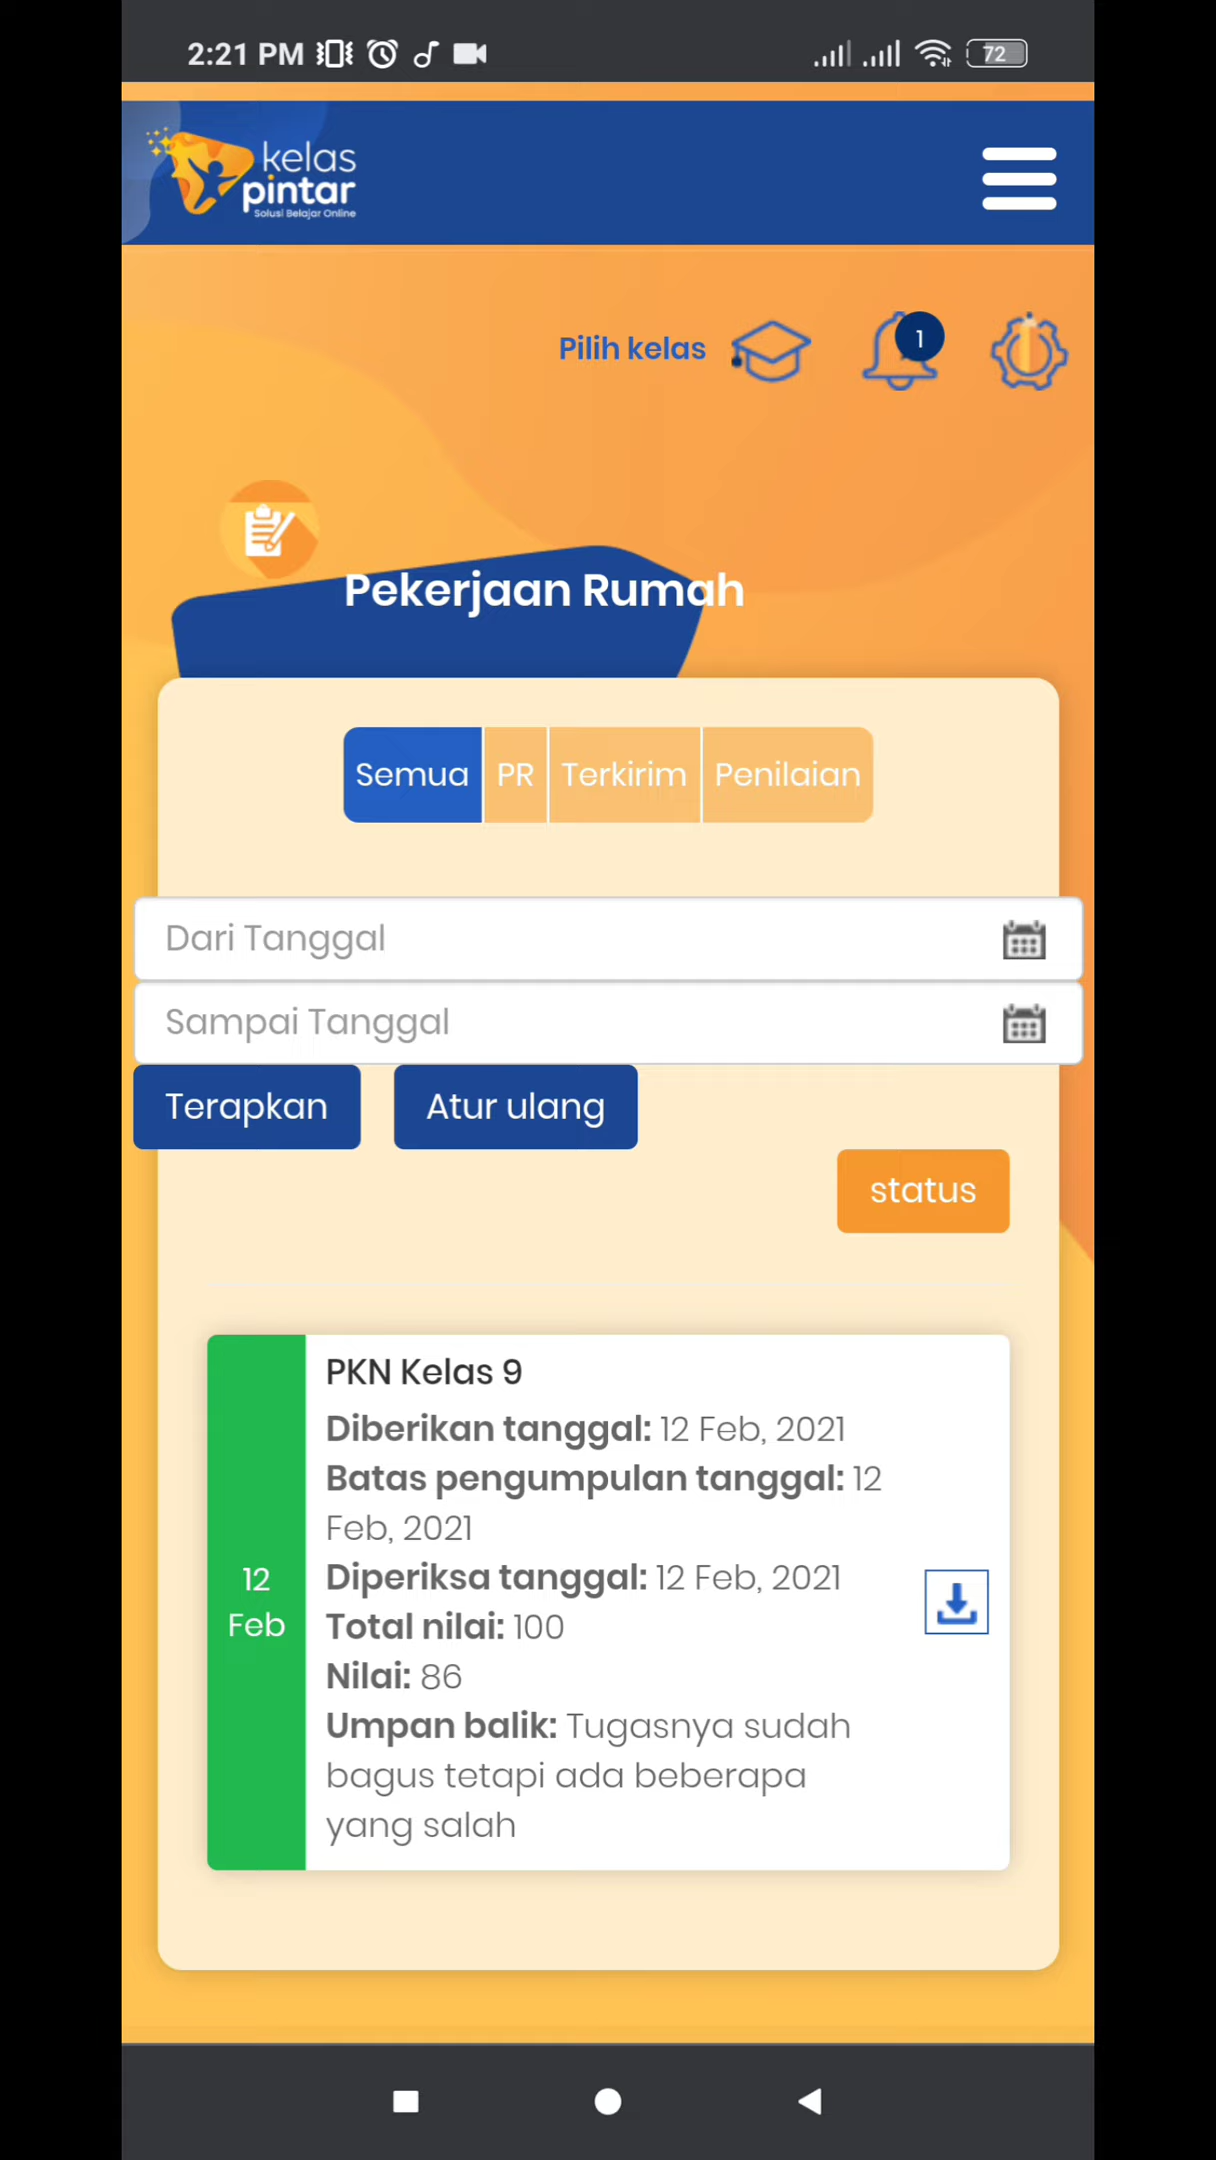 2:21 PM 72
kelas
pintar
Solusi Belajar Online
Pilih kelas 1
Pekerjaan Rumah
Semua PR Terkirim Penilaian
Dari Tanggal
Sampai Tanggal
Terapkan Atur ulang
status
PKN Kelas 9
Diberikan tanggal: 12 Feb, 2021
Batas pengumpulan tanggal: 12
Feb, 2021
12
Feb
Diperiksa tanggal: 12 Feb, 2021
Total nilai: 100
Nilai: 86
Umpan balik: Tugasnya sudah
bagus tetapi ada beberapa
yang salah